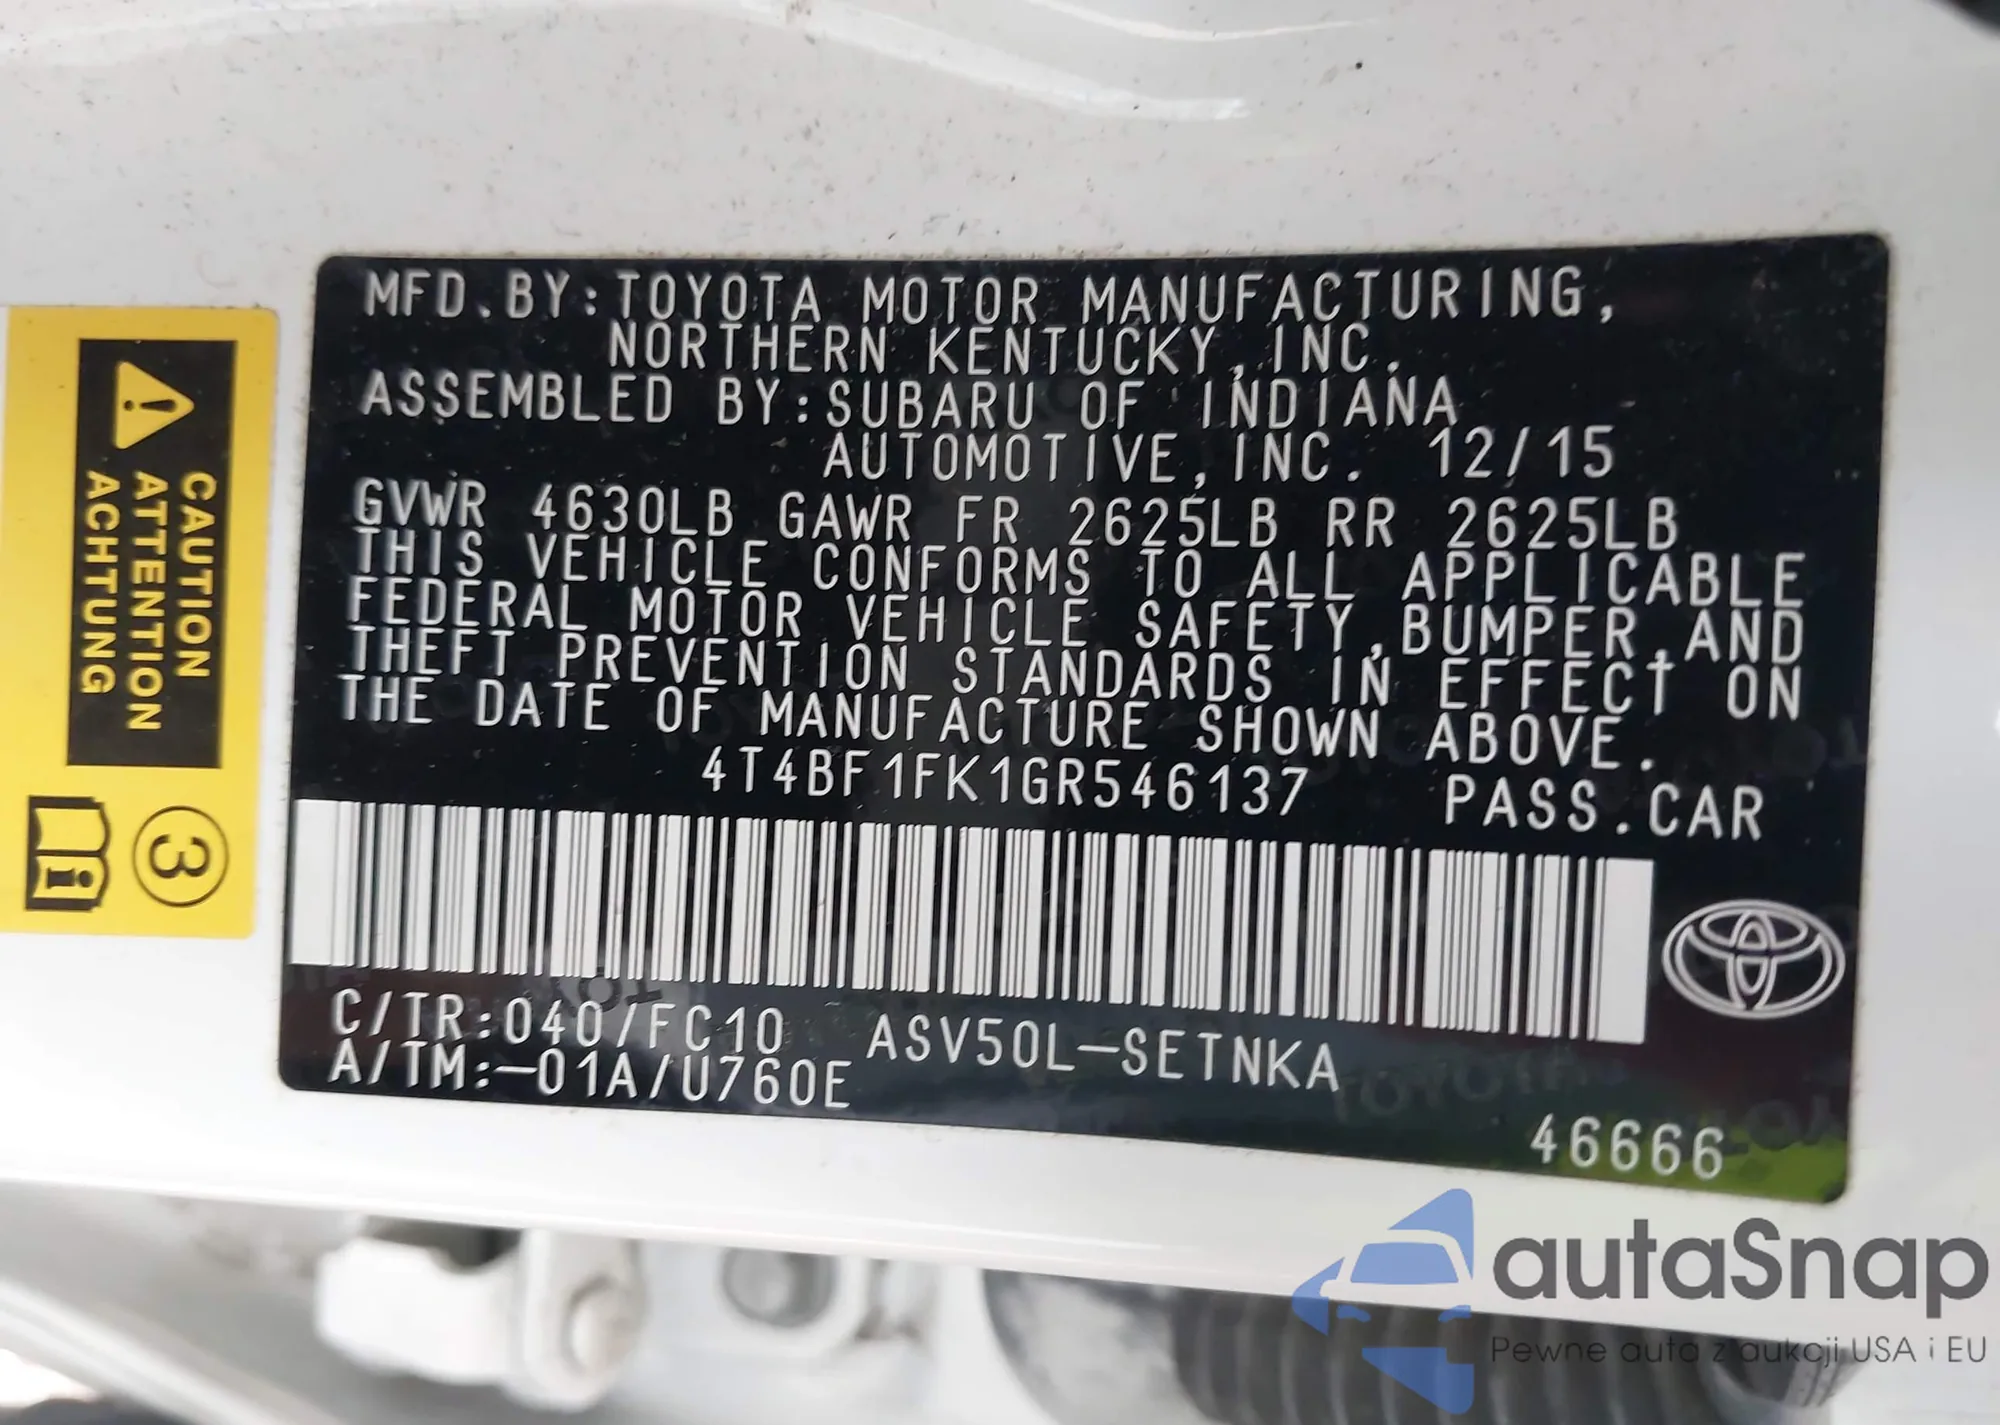 MFD.BY:TOYOTA MOTOR MANUFACTURING,
NORTHERN KENTUCKY,INC.
ASSEMBLED BY:SUBARU OF INDIANA
AUTOMOTIVE,INC. 12/15
GVWR 4630LB GAWR FR 2625LB RR 2625LB
THIS VEHICLE CONFORMS TO ALL APPLICABLE
FEDERAL MOTOR VEHICLE SAFETY,BUMPER,AND
THEFT PREVENTION STANDARDS IN EFFECT ON
THE DATE OF MANUFACTURE SHOWN ABOVE.
4T4BF1FK1GR546137 PASS.CAR
C/TR:040/FC10 ASV50L-SETNKA
A/TM:-01A/U760E
46666
CAUTION
ATTENTION
ACHTUNG
3
i
autaSnap
Pewne auta z aukcji USA i EU